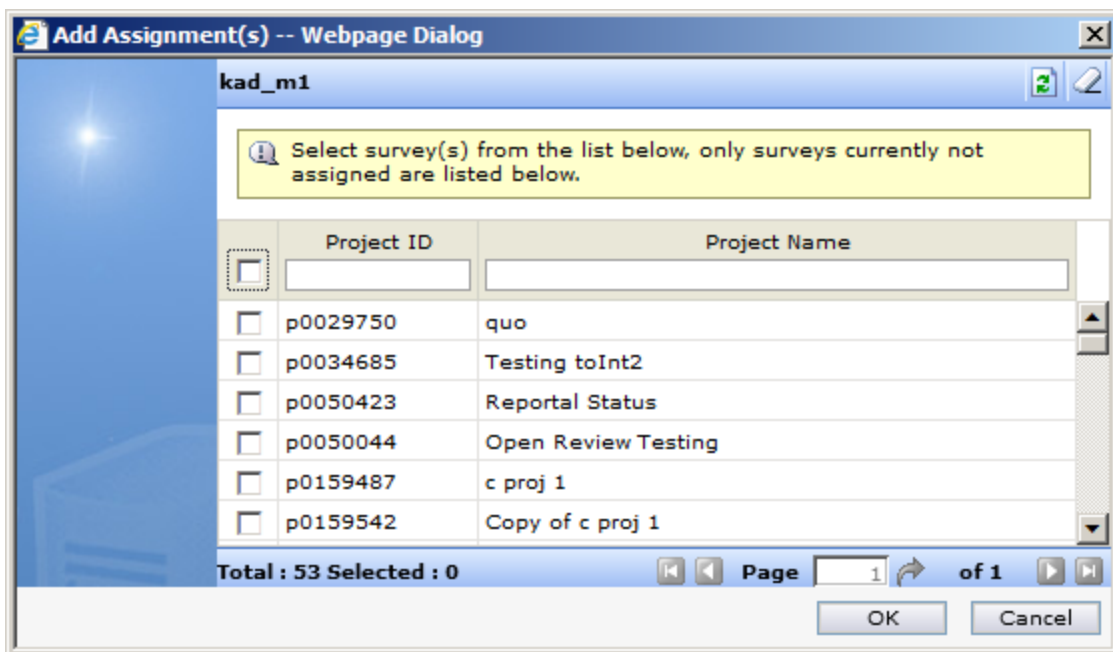 Add Assignment(s) -- Webpage Dialog
kad_m1
Select survey(s) from the list below, only surveys currently not
assigned are listed below.
Project ID Project Name
p0029750 quo
p0034685 Testing toInt2
p0050423 Reportal Status
p0050044 Open Review Testing
p0159487 c proj 1
p0159542 Copy of c proj 1
Total : 53 Selected : 0 Page 1 of 1
OK Cancel